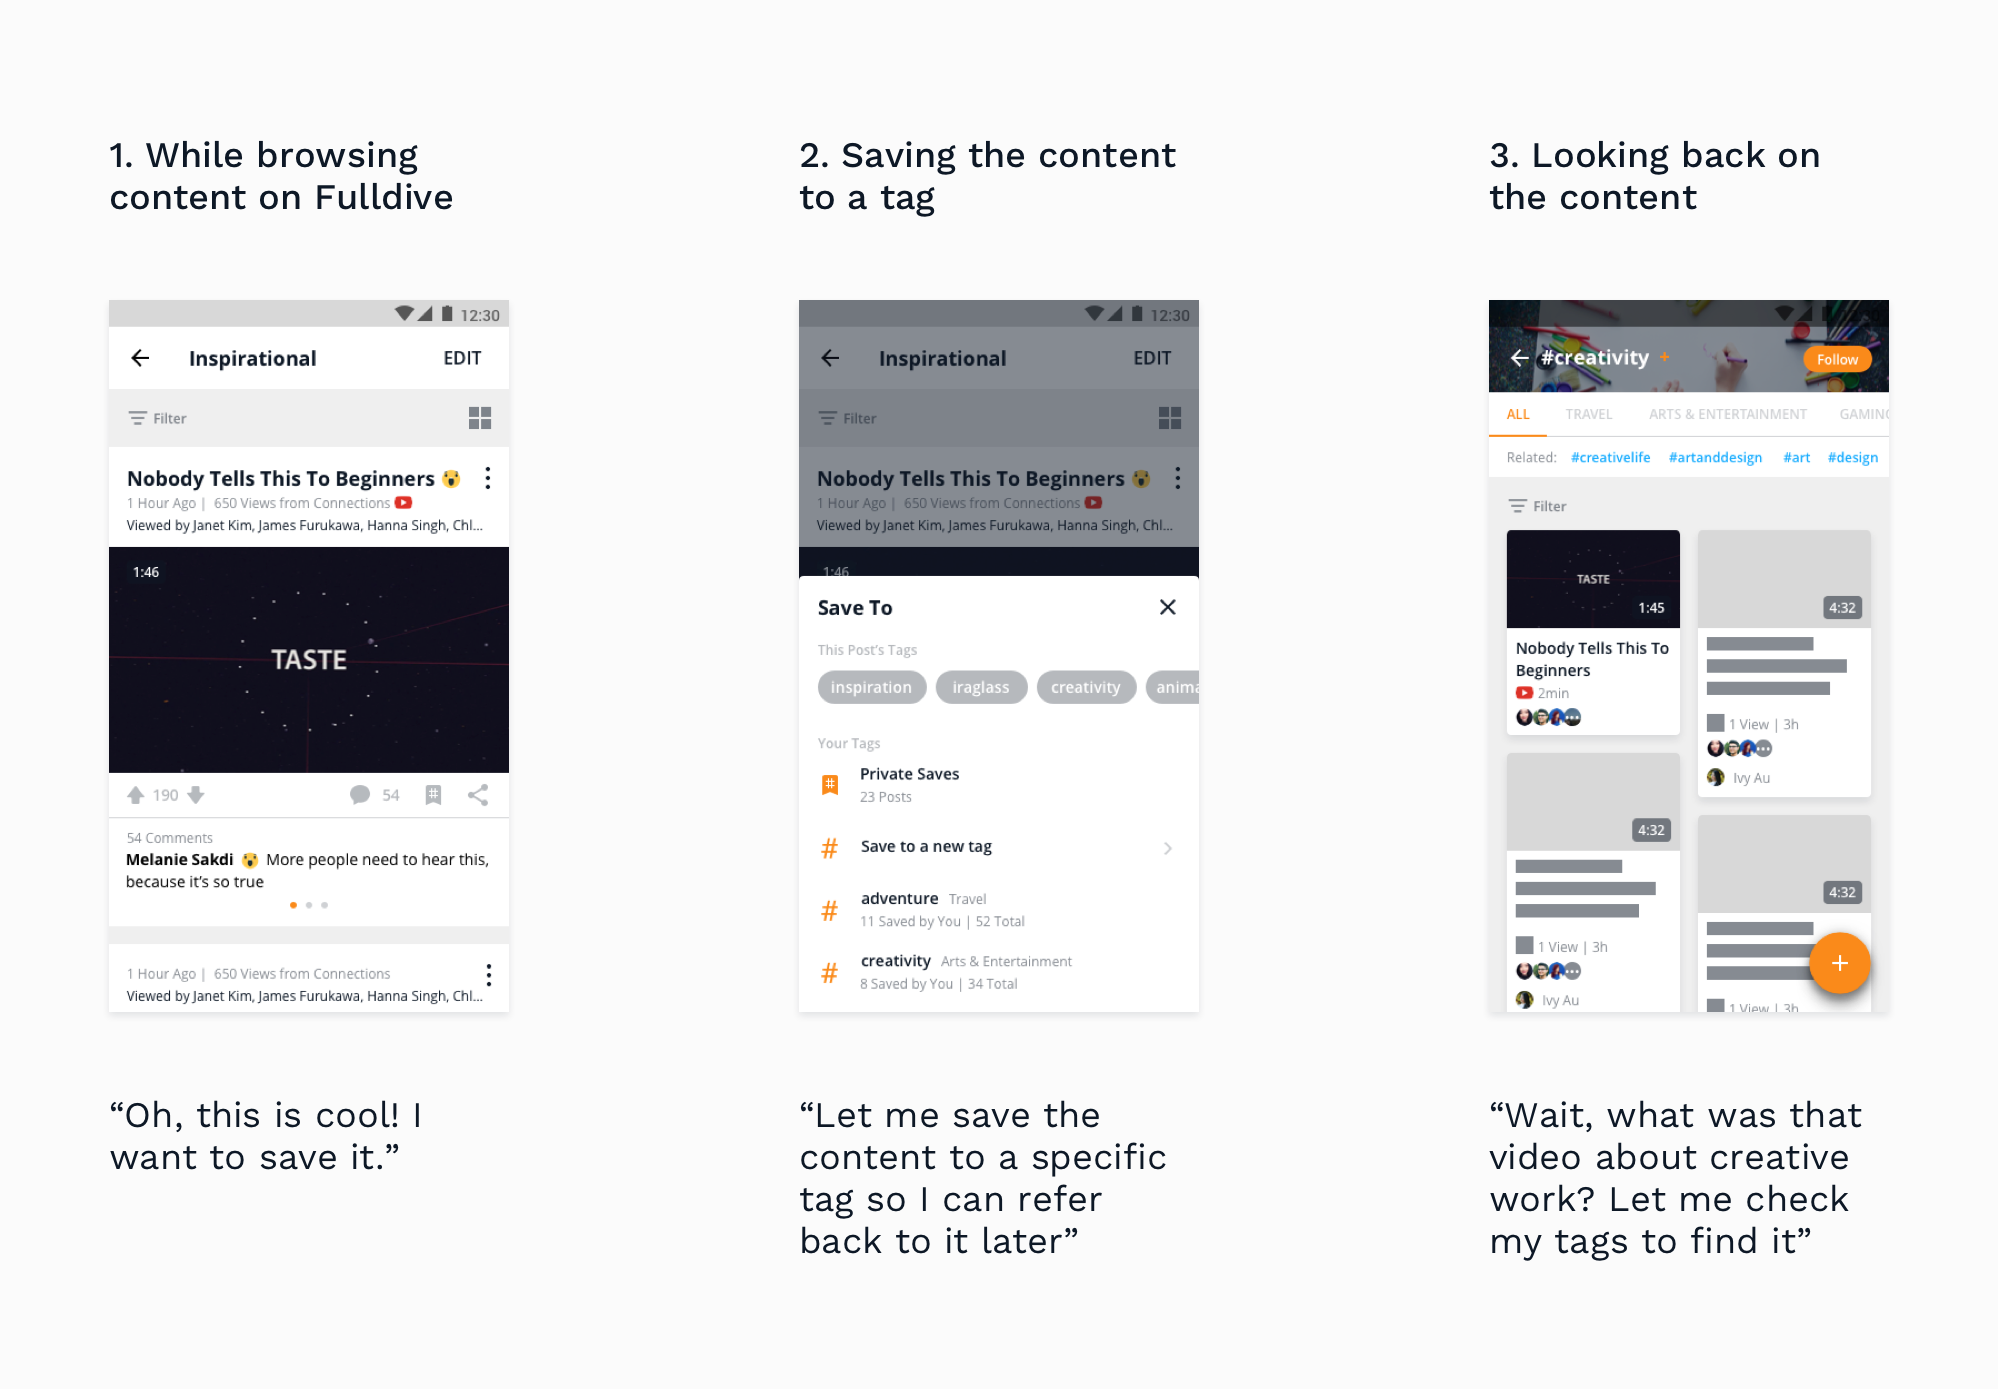 1. While browsing
content on Fulldive
12:30
Inspirational
EDIT
Filter
Nobody Tells This To Beginners 😯
1 Hour Ago | 650 Views from Connections
Viewed by Janet Kim, James Furukawa, Hanna Singh, Chl...
1:46
TASTE
190
54
54 Comments
Melanie Sakdi 😯 More people need to hear this,
because it's so true
1 Hour Ago | 650 Views from Connections
Viewed by Janet Kim, James Furukawa, Hanna Singh, Chl...
“Oh, this is cool! I
want to save it.”
2. Saving the content
to a tag
12:30
Inspirational
EDIT
Filter
Nobody Tells This To Beginners 😯
1 Hour Ago | 650 Views from Connections
Viewed by Janet Kim, James Furukawa, Hanna Singh, Chl...
1:46
Save To
This Post's Tags
inspiration
iraglass
creativity
anima
Your Tags
Private Saves
23 Posts
# Save to a new tag
# adventure Travel
11 Saved by You | 52 Total
# creativity Arts & Entertainment
8 Saved by You | 34 Total
“Let me save the
content to a specific
tag so I can refer
back to it later”
3. Looking back on
the content
#creativity +
Follow
ALL
TRAVEL
ARTS & ENTERTAINMENT
GAMING
Related: #creativelife #artanddesign #art #design
Filter
TASTE
1:45
Nobody Tells This To
Beginners
2min
4:32
1 View | 3h
Ivy Au
4:32
1 View | 3h
Ivy Au
4:32
1 View | 3h
“Wait, what was that
video about creative
work? Let me check
my tags to find it”